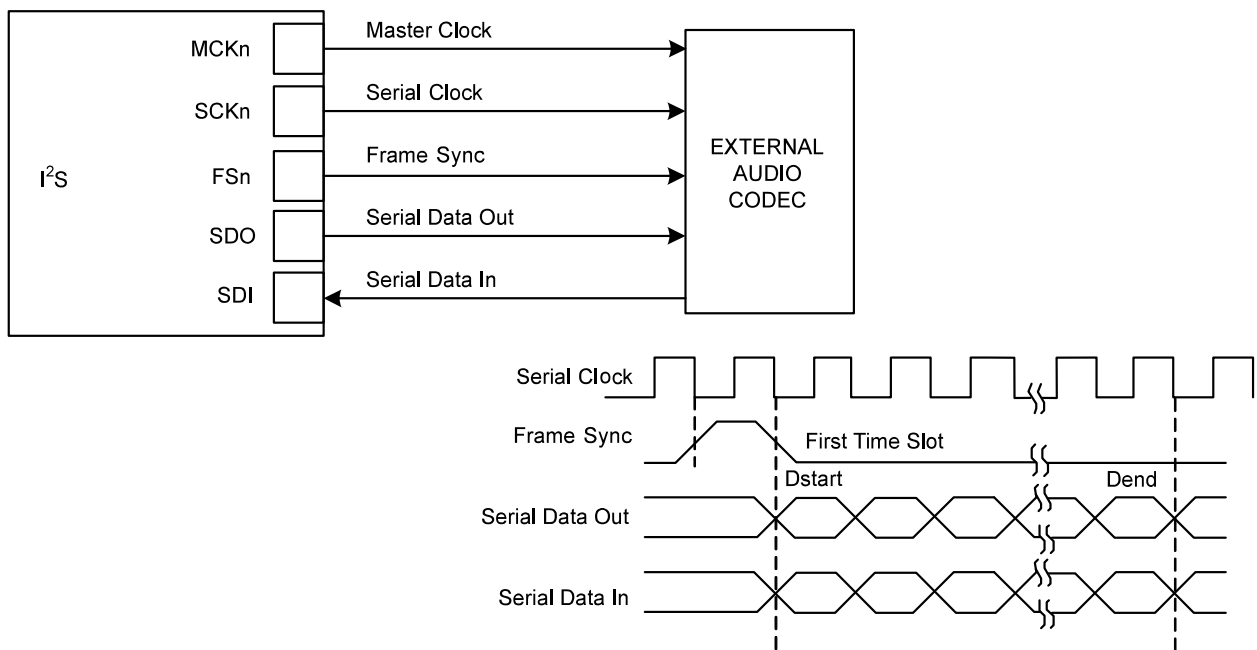 MCKn
Master Clock
SCKn
Serial Clock
I²S
FSn
Frame Sync
EXTERNAL
AUDIO
CODEC
SDO
Serial Data Out
SDI
Serial Data In
Serial Clock
Frame Sync
First Time Slot
Dstart
Dend
Serial Data Out
Serial Data In